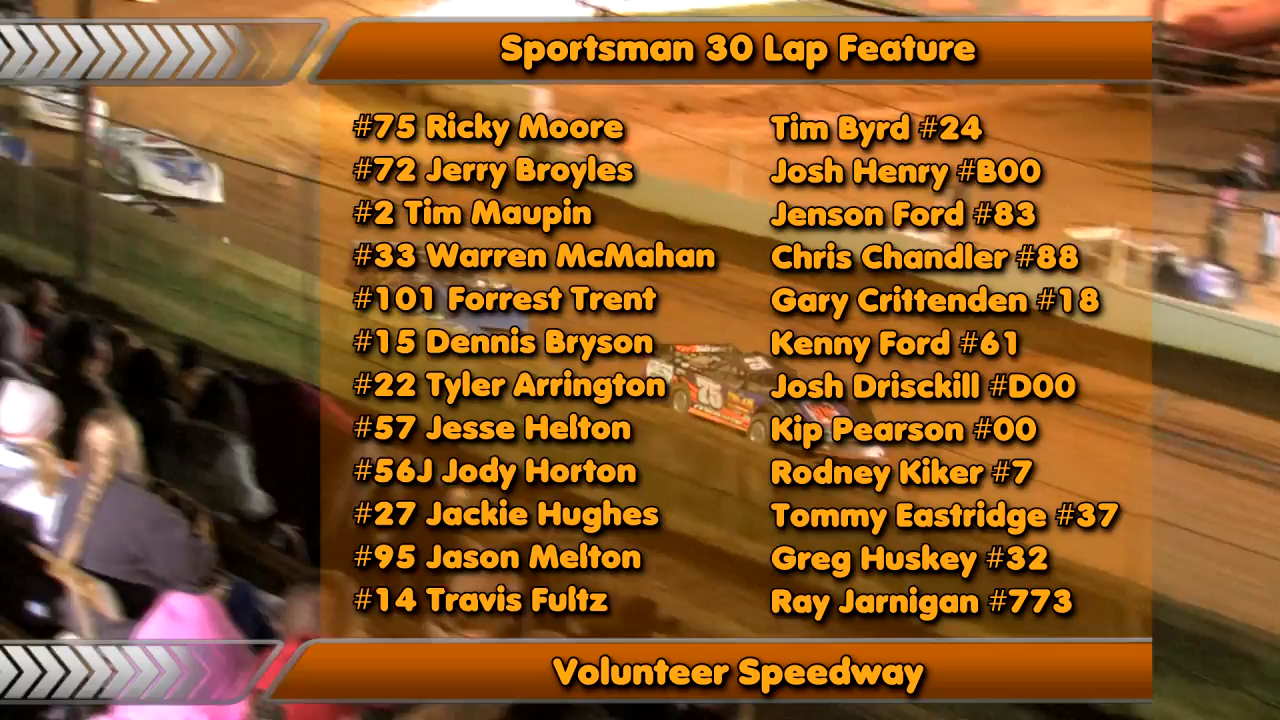 Sportsman 30 Lap Feature
#75 Ricky Moore
Tim Byrd #24
#72 Jerry Broyles
Josh Henry #B00
#2 Tim Maupin
Jenson Ford #83
#33 Warren McMahan
Chris Chandler #88
#101 Forrest Trent
Gary Crittenden #18
#15 Dennis Bryson
Kenny Ford #61
#22 Tyler Arrington
Josh Drisckill #D00
#57 Jesse Helton
Kip Pearson #00
#56J Jody Horton
Rodney Kiker #7
#27 Jackie Hughes
Tommy Eastridge #37
#95 Jason Melton
Greg Huskey #32
#14 Travis Fultz
Ray Jarnigan #773
Volunteer Speedway